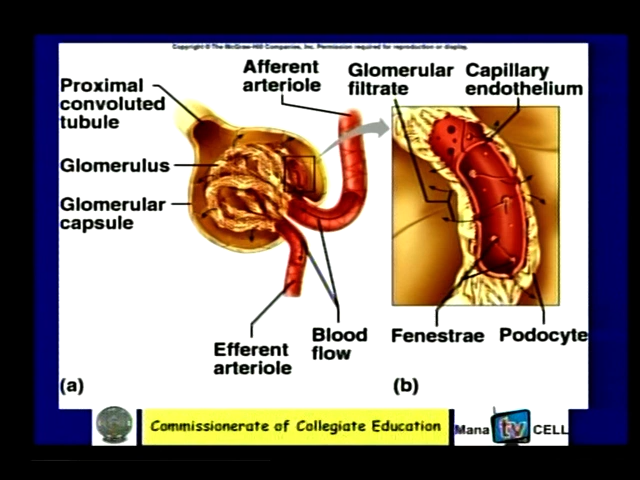 Copyright © The McGraw-Hill Companies, Inc. Permission required for reproduction or display.
Afferent
arteriole
Glomerular
filtrate
Capillary
endothelium
Proximal
convoluted
tubule
Glomerulus
Glomerular
capsule
Efferent
arteriole
Blood
flow
Fenestrae
Podocyte
(a)
(b)
Commissionerate of Collegiate Education
Mana tv CELL